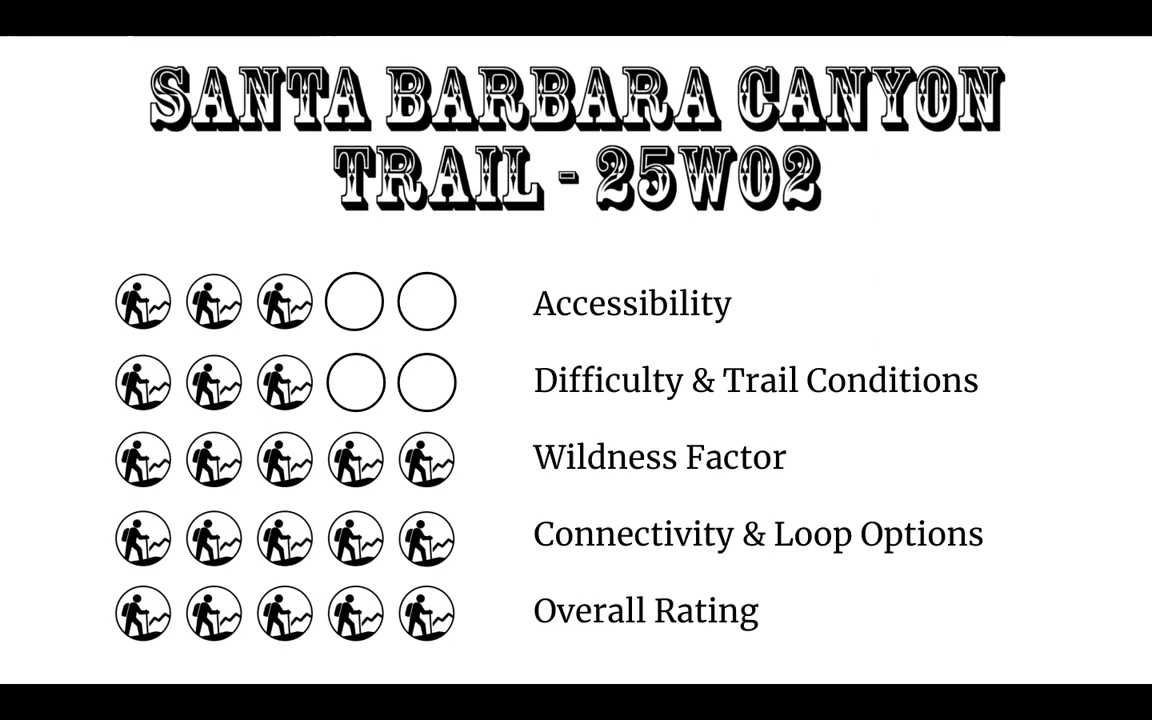 SANTA BARBARA CANYON
TRAIL - 25W02
Accessibility
Difficulty & Trail Conditions
Wildness Factor
Connectivity & Loop Options
Overall Rating